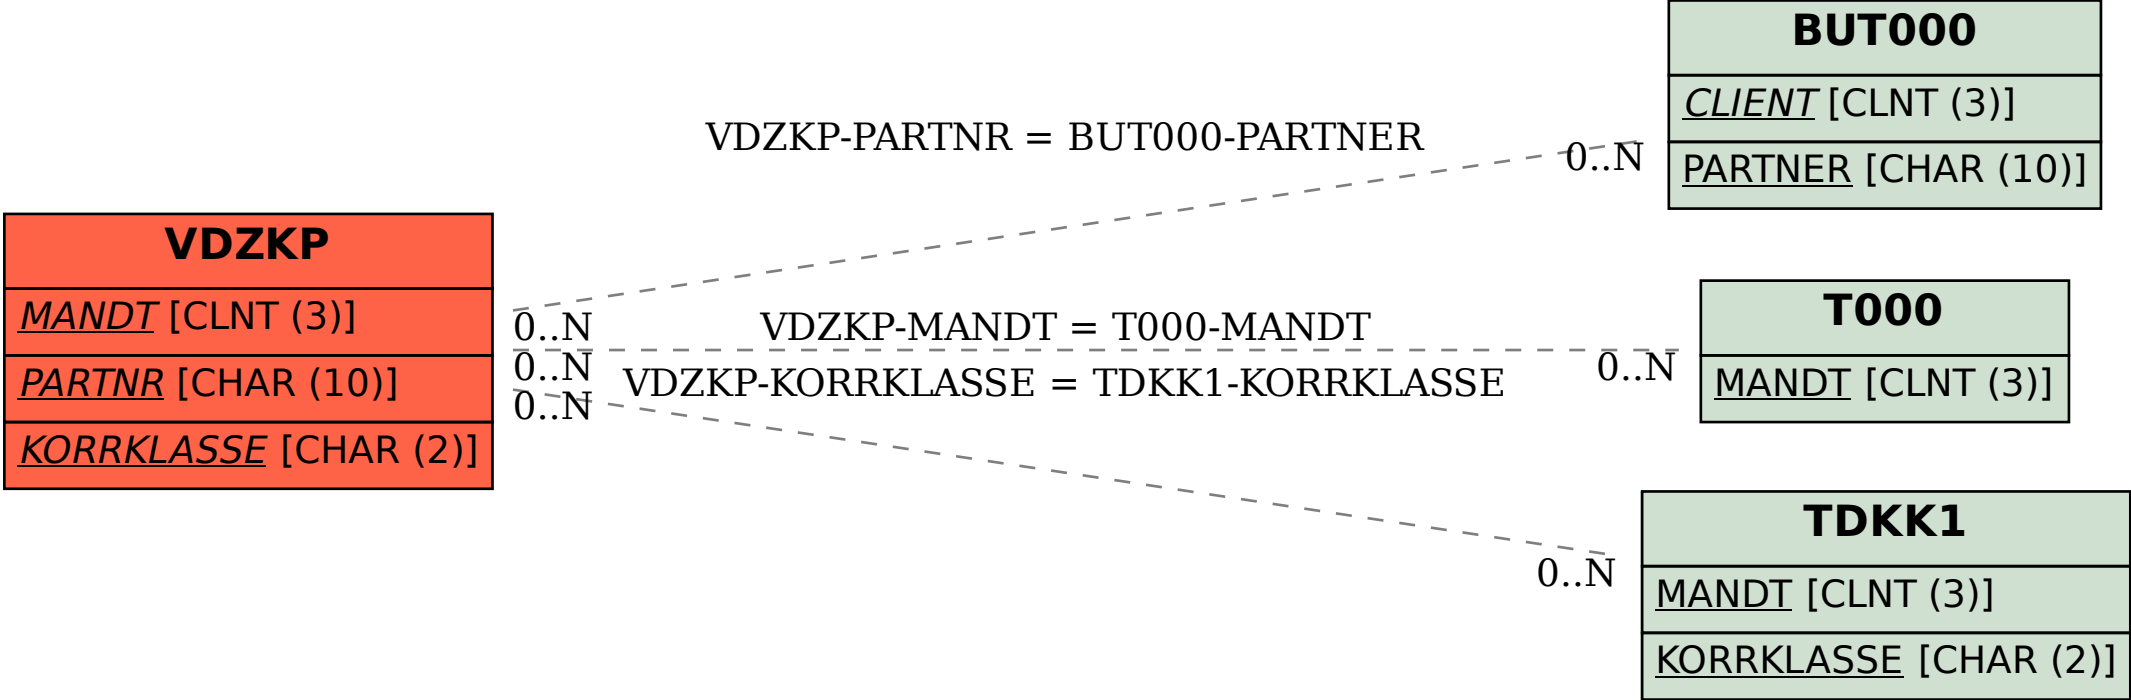 BUT000
CLIENT [CLNT (3)]
PARTNER [CHAR (10)]
VDZKP-PARTNR = BUT000-PARTNER
0..N
VDZKP
MANDT [CLNT (3)]
PARTNR [CHAR (10)]
KORRKLASSE [CHAR (2)]
0..N
0..N
0..N
VDZKP-MANDT = T000-MANDT
0..N
VDZKP-KORRKLASSE = TDKK1-KORRKLASSE
0..N
T000
MANDT [CLNT (3)]
TDKK1
MANDT [CLNT (3)]
KORRKLASSE [CHAR (2)]